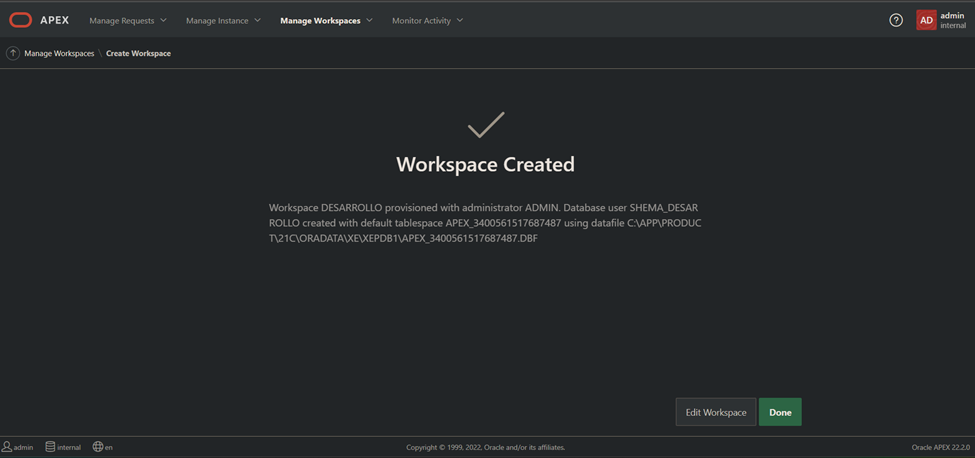 APEX Manage Requests Manage Instance Manage Workspaces Monitor Activity ? AD admin
internal
Manage Workspaces \ Create Workspace
Workspace Created
Workspace DESARROLLO provisioned with administrator ADMIN. Database user SHEMA_DESAR
ROLLO created with default tablespace APEX_3400561517687487 using datafile C:\APP\PRODUC
T\21C\ORADATA\XE\XEPDB1\APEX_3400561517687487.DBF
Edit Workspace Done
admin internal en Copyright © 1999, 2022, Oracle and/or its affiliates. Oracle APEX 22.2.0